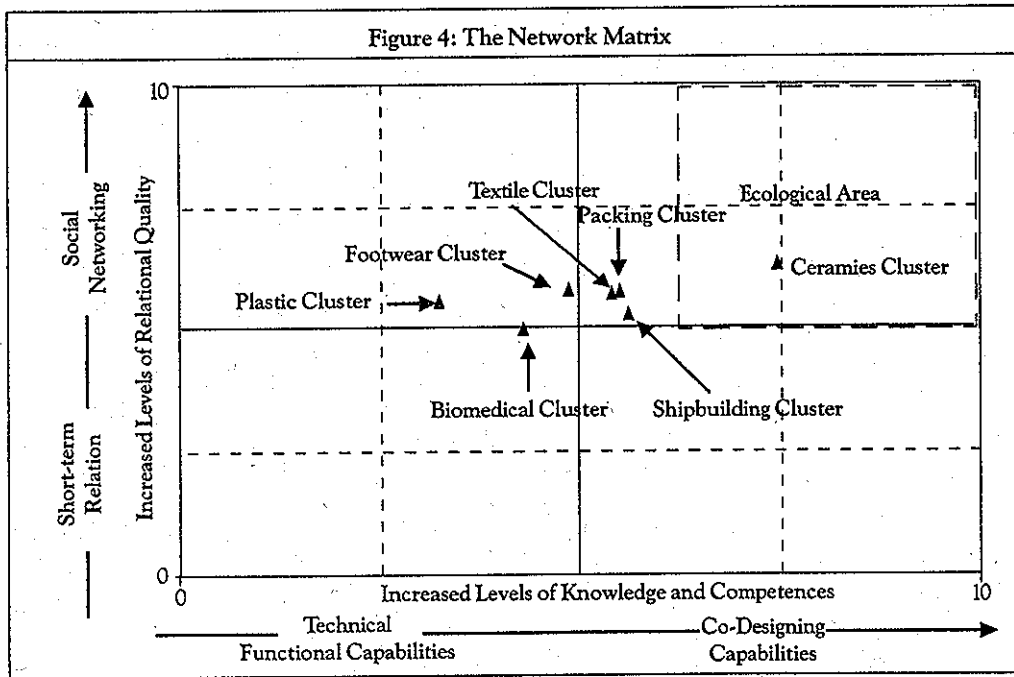 Figure 4: The Network Matrix
10
Social
Networking
Short-term
Relation
Increased Levels of Relational Quality
Textile Cluster
Packing Cluster
Ecological Area
Footwear Cluster
Ceramies Cluster
Plastic Cluster
Biomedical Cluster
Shipbuilding Cluster
0
0
Increased Levels of Knowledge and Competences
10
Technical
Functional Capabilities
Co-Designing
Capabilities